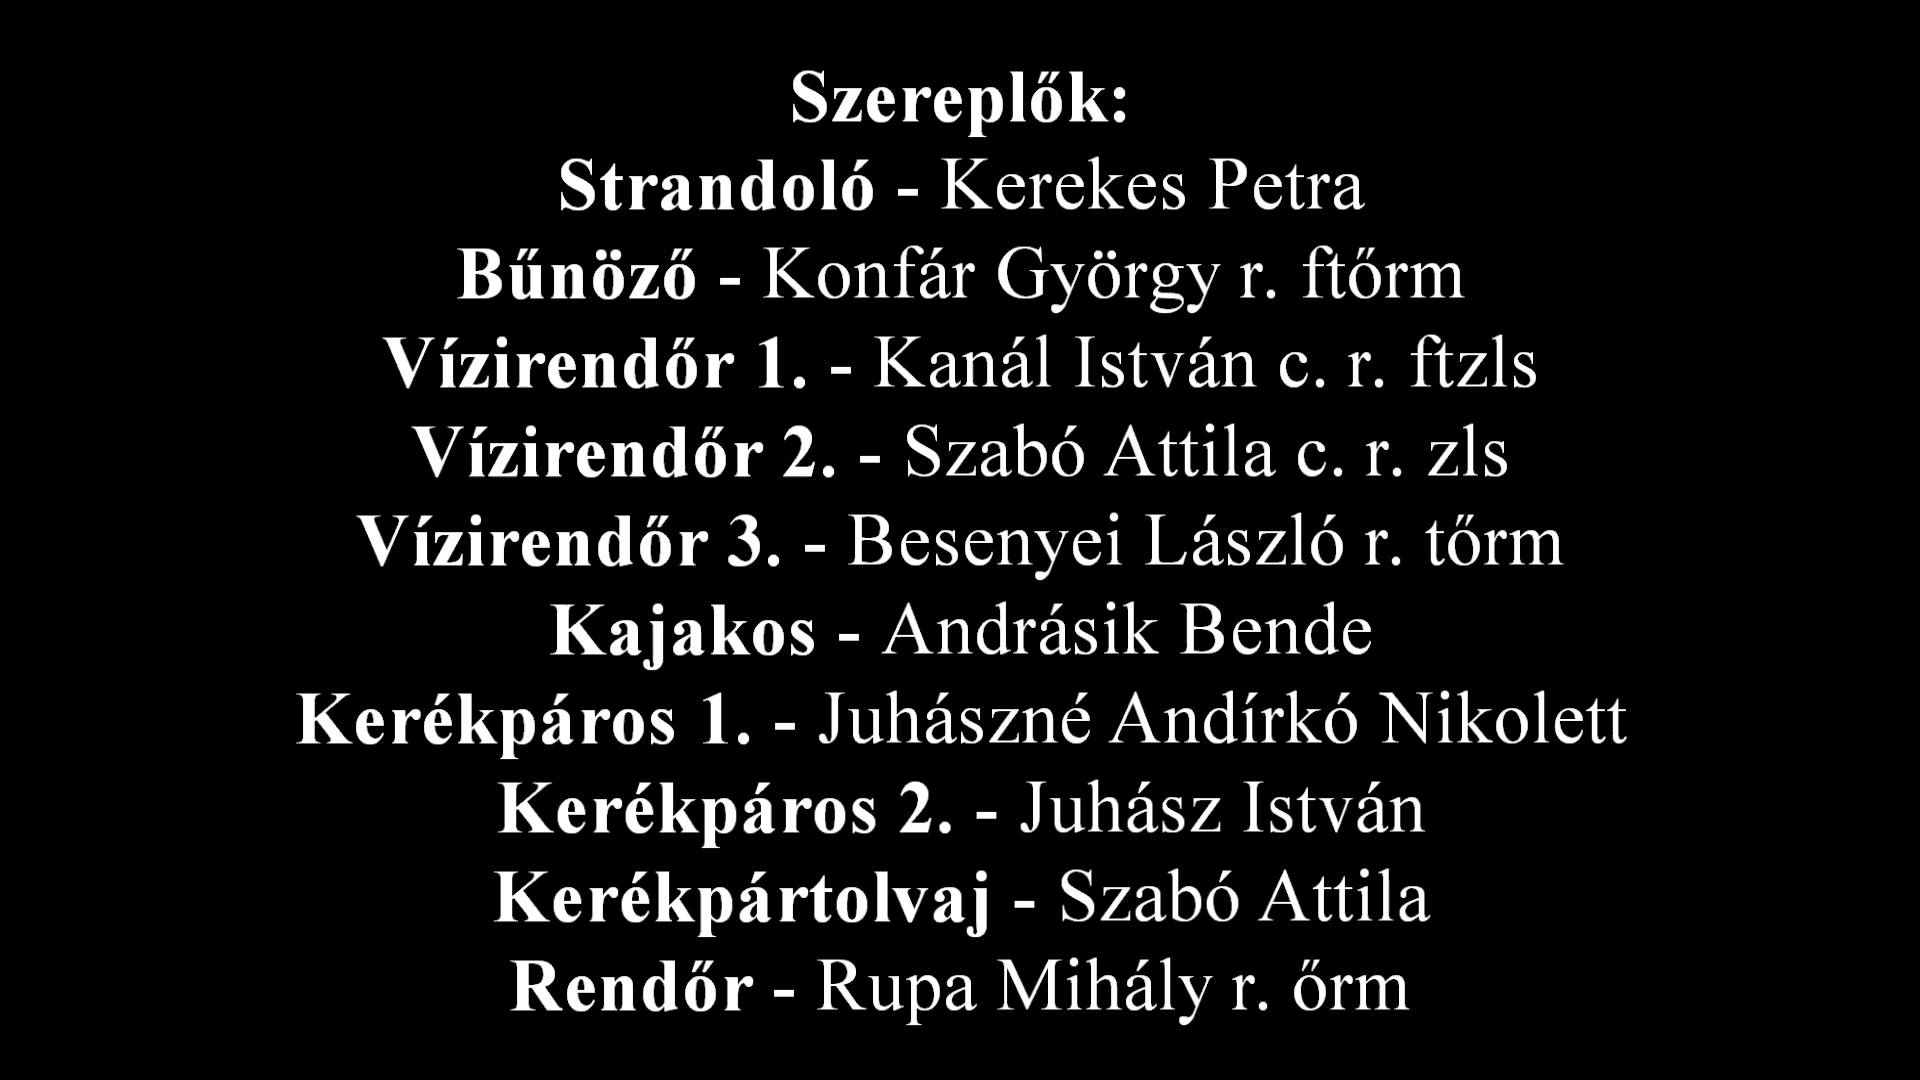 Szereplők:
Strandoló - Kerekes Petra
Bűnöző - Konfár György r. ftőrm
Vízirendőr 1. - Kanál István c. r. ftzls
Vízirendőr 2. - Szabó Attila c. r. zls
Vízirendőr 3. - Besenyei László r. tőrm
Kajakos - Andrásik Bende
Kerékpáros 1. - Juhászné Andírkó Nikolett
Kerékpáros 2. - Juhász István
Kerékpártolvaj - Szabó Attila
Rendőr - Rupa Mihály r. őrm